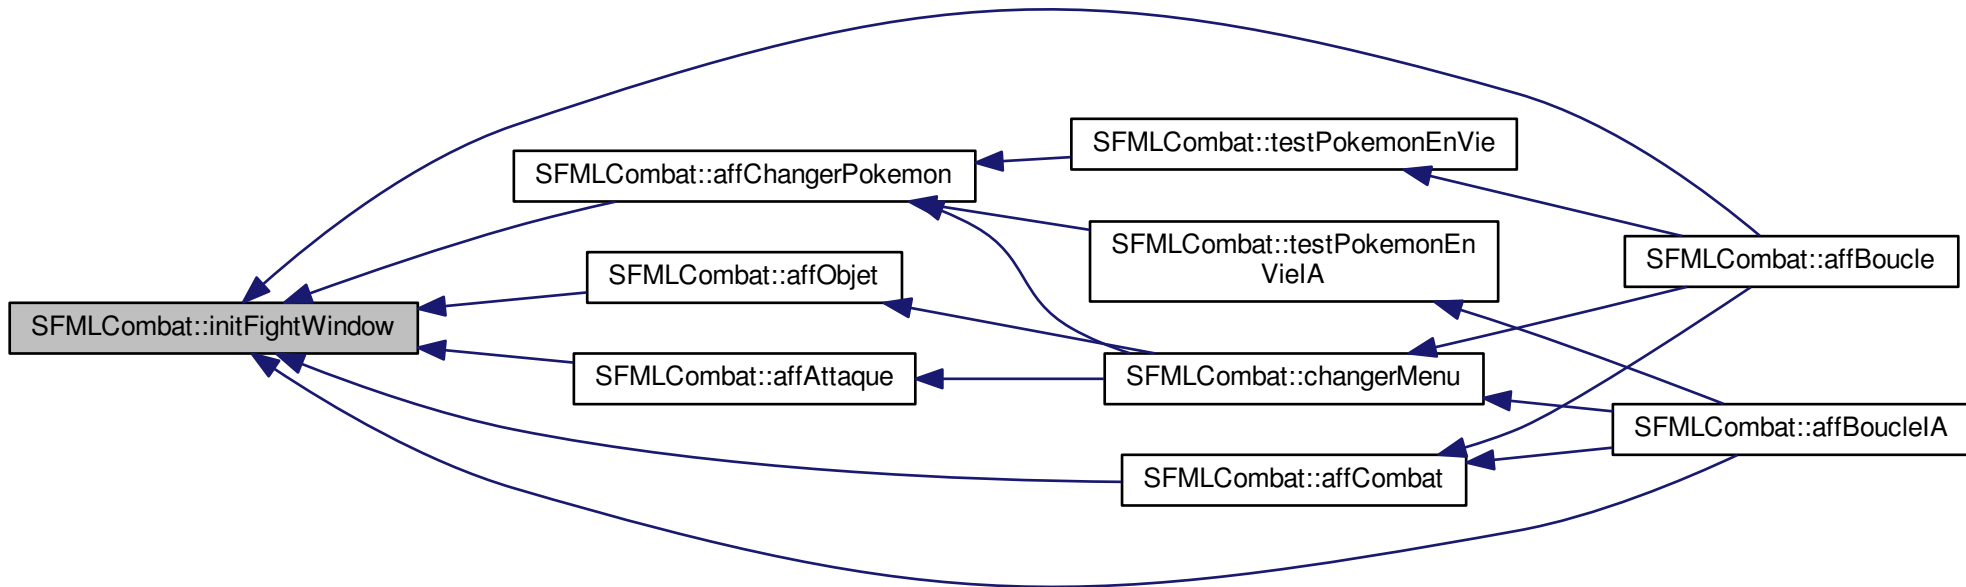 SFMLCombat::initFightWindow
SFMLCombat::affChangerPokemon
SFMLCombat::affObjet
SFMLCombat::affAttaque
SFMLCombat::testPokemonEnVie
SFMLCombat::testPokemonEn
VieIA
SFMLCombat::changerMenu
SFMLCombat::affCombat
SFMLCombat::affBoucle
SFMLCombat::affBoucleIA